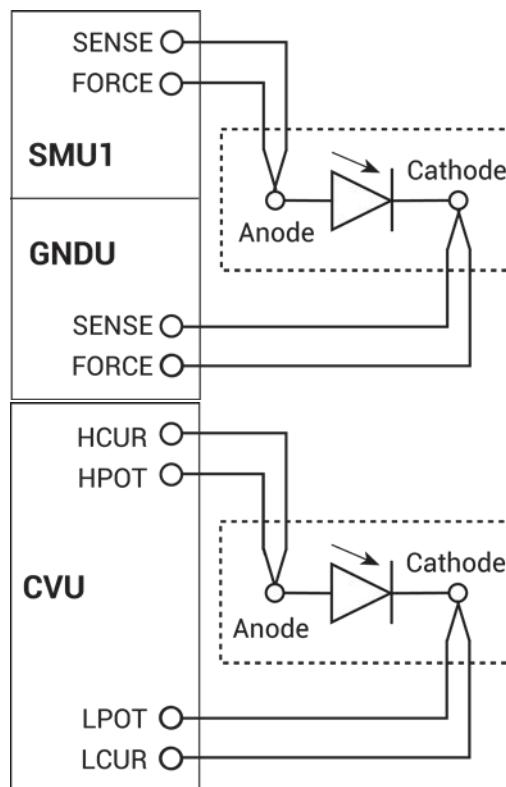 SENSE
FORCE
SMU1
Cathode
Anode
GNDU
SENSE
FORCE
HCUR
HPOT
Cathode
CVU
Anode
LPOT
LCUR